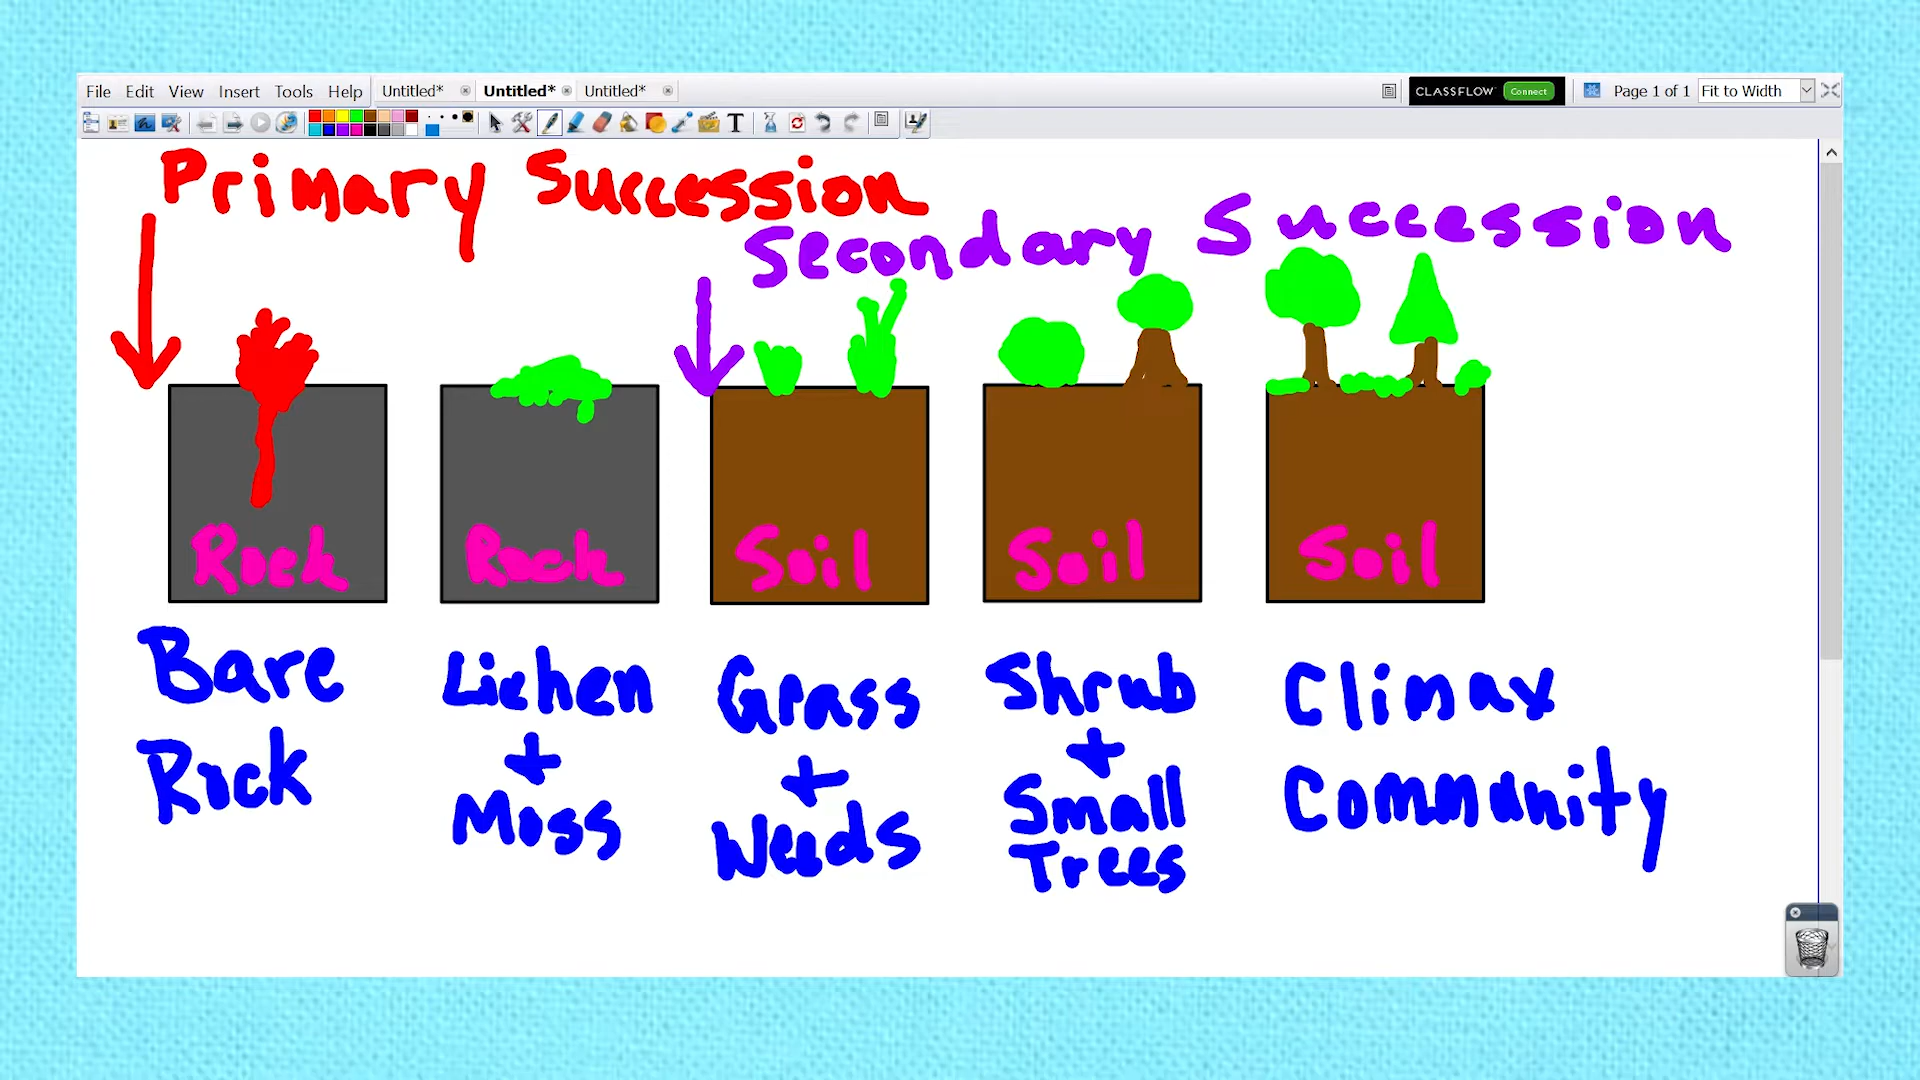 File Edit View Insert Tools Help Untitled* Untitled* Untitled* CLASSFLOW Connect Page 1 of 1 Fit to Width
T
Primary Succession
Secondary Succession
Rock Rock Soil Soil Soil
Bare
Rock
Lichen
+
Moss
Grass
+
Weeds
Shrub
+
Small
Trees
Climax
Community